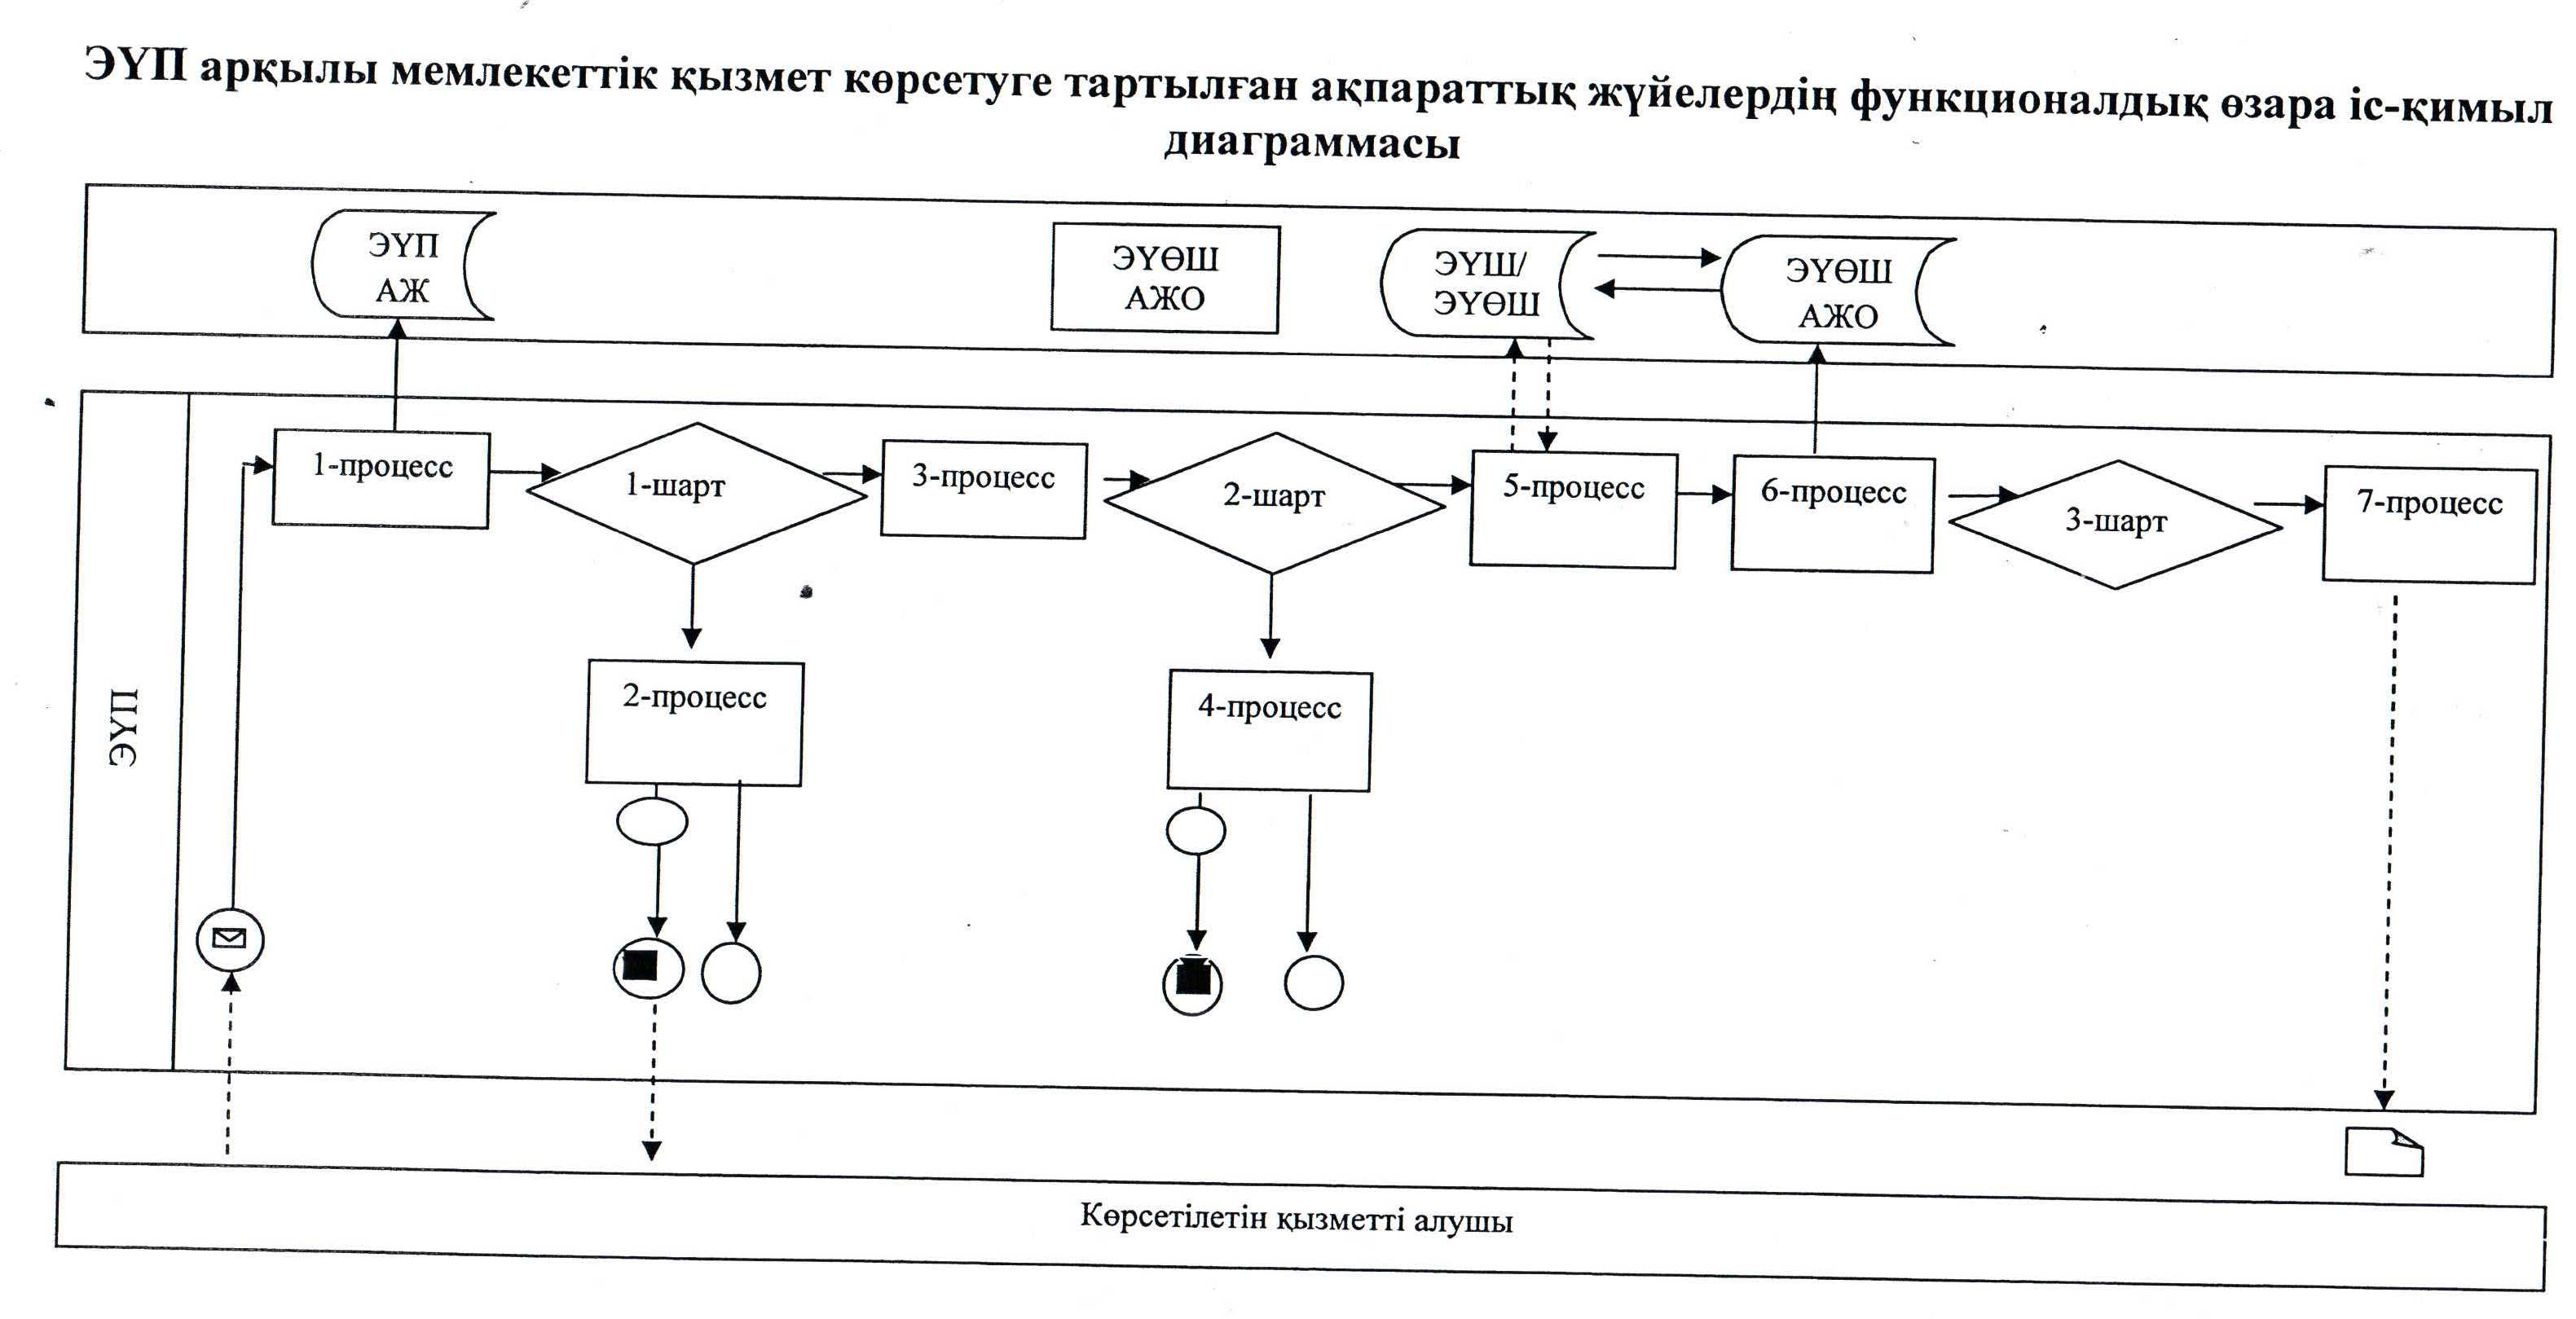 ЭҮП арқылы мемлекеттік қызмет көрсетуге тартылған ақпараттық жүйелердің функционалдық өзара іс-қимыл
диаграммасы
ЭҮП
АЖ
ЭҮӨШ
АЖО
ЭҮШ/
ЭҮӨШ
ЭҮӨШ
АЖО
1-процесс
1-шарт
3-процесс
2-шарт
5-процесс
6-процесс
3-шарт
7-процесс
2-процесс
4-процесс
ЭҮП
Көрсетілетін қызметті алушы